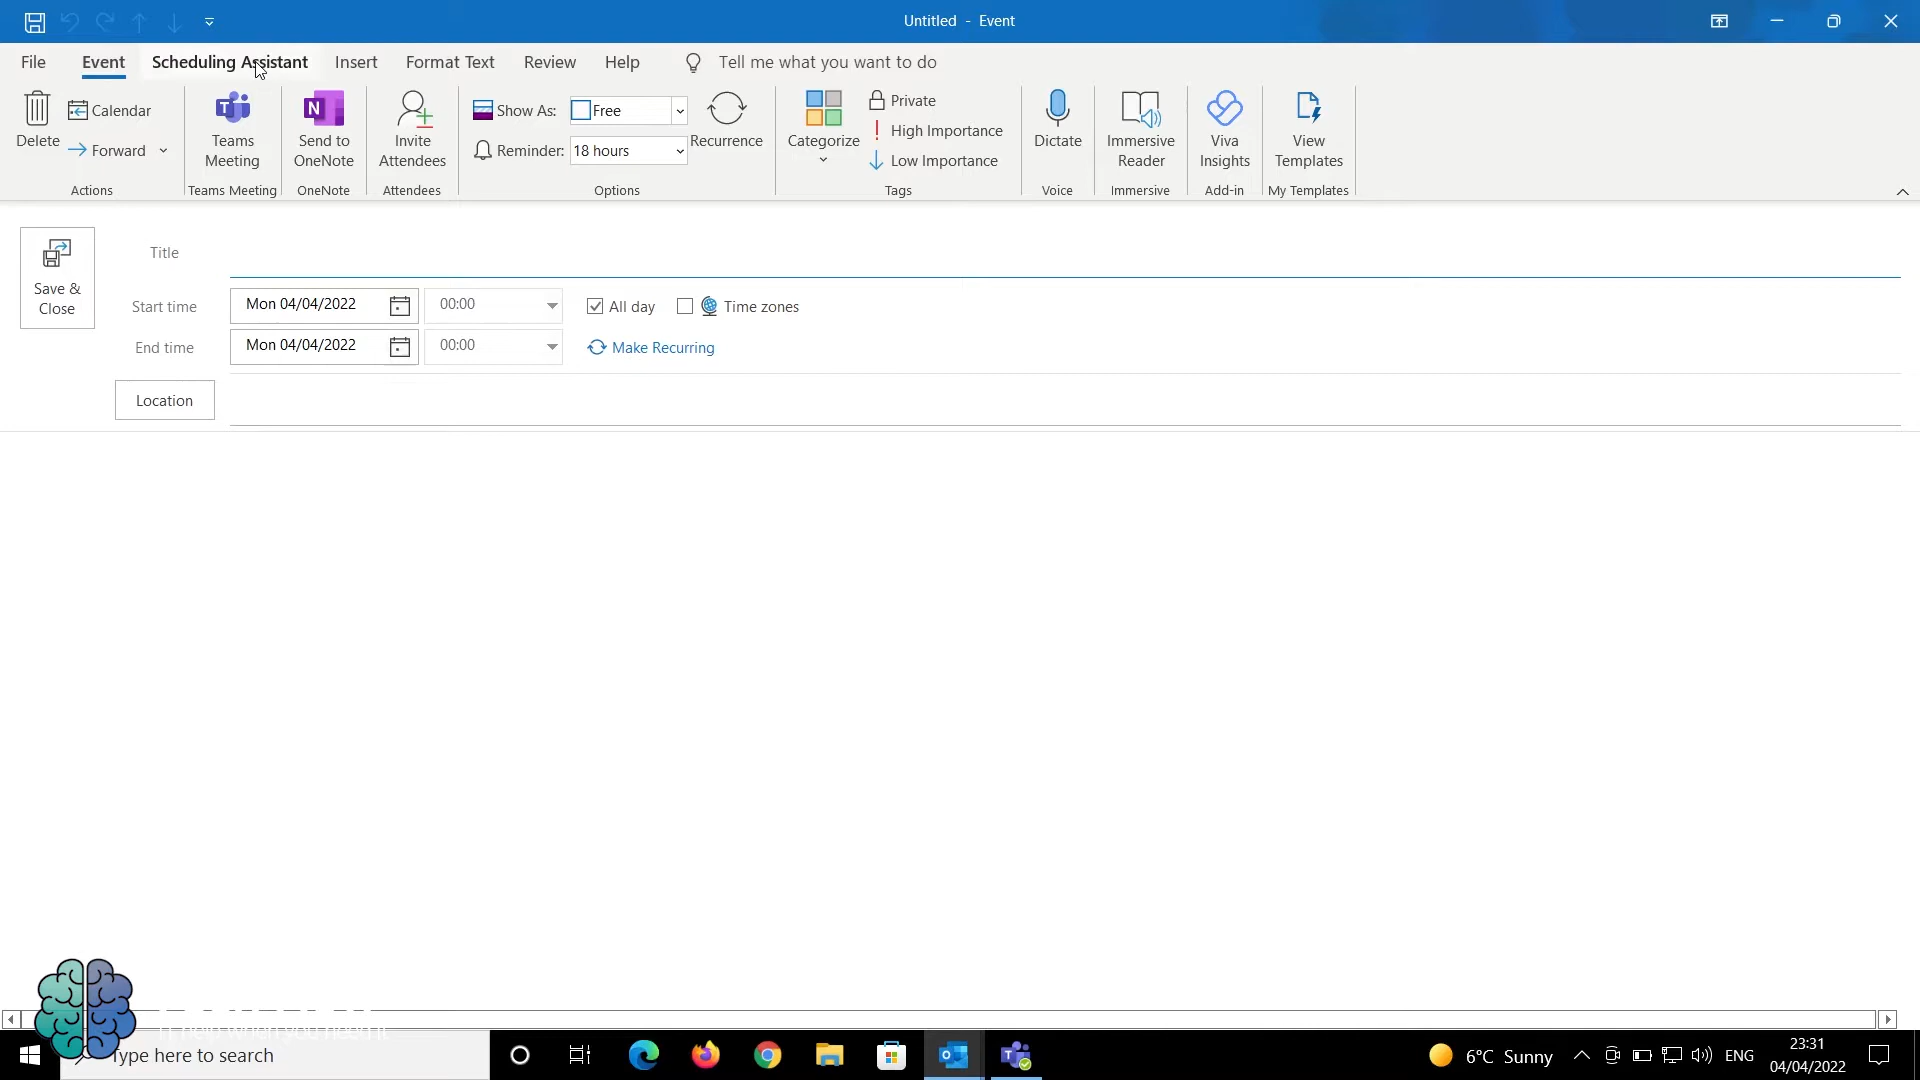 Untitled - Event
File Event Scheduling Assistant Insert Format Text Review Help Tell me what you want to do
Delete
Calendar
Forward
Actions
Teams
Meeting
Teams Meeting
N
Send to
OneNote
OneNote
Invite
Attendees
Attendees
Show As: Free
Reminder: 18 hours
Recurrence
Options
Categorize
Private
High Importance
Low Importance
Tags
Dictate
Voice
Immersive
Reader
Immersive
Viva
Insights
Add-in
View
Templates
My Templates
Save &
Close
Title
Start time Mon 04/04/2022 00:00 All day Time zones
End time Mon 04/04/2022 00:00 Make Recurring
Location
Type here to search
6°C Sunny
ENG
23:31
04/04/2022